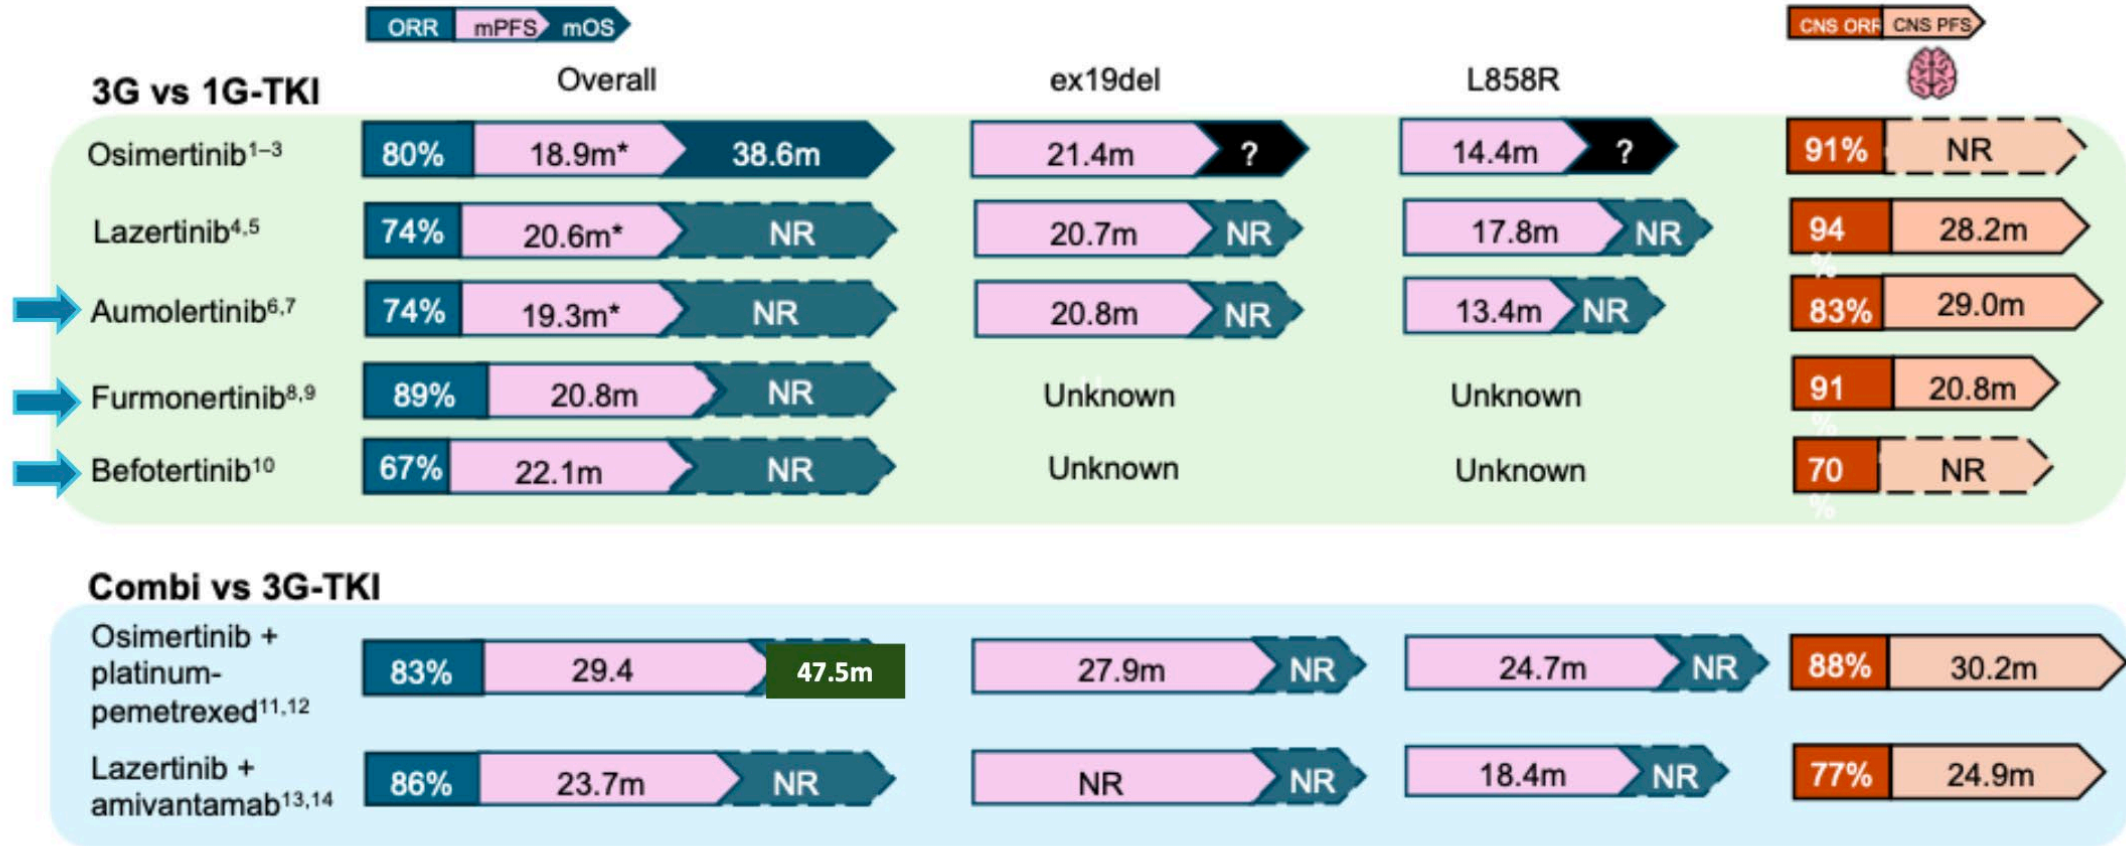 ORR mPFS mOS
CNS ORR CNS PFS
3G vs 1G-TKI
Overall ex19del L858R
Osimertinib¹⁻³ 80% 18.9m* 38.6m 21.4m ? 14.4m ? 91% NR
Lazertinib⁴,⁵ 74% 20.6m* NR 20.7m NR 17.8m NR 94 %
Aumolertinib⁶,⁷ 74% 19.3m* NR 20.8m NR 13.4m NR 83% 29.0m
28.2m
Furmonertinib⁸,⁹ 89% 20.8m NR Unknown Unknown 91 % 20.8m
Befotertinib¹⁰ 67% 22.1m NR Unknown Unknown 70 % NR
Combi vs 3G-TKI
Osimertinib +
platinum- 83% 29.4 47.5m 27.9m NR 24.7m NR 88% 30.2m
pemetrexed¹¹,¹²
Lazertinib + 86% 23.7m NR NR NR 18.4m NR 77% 24.9m
amivantamab¹³,¹⁴